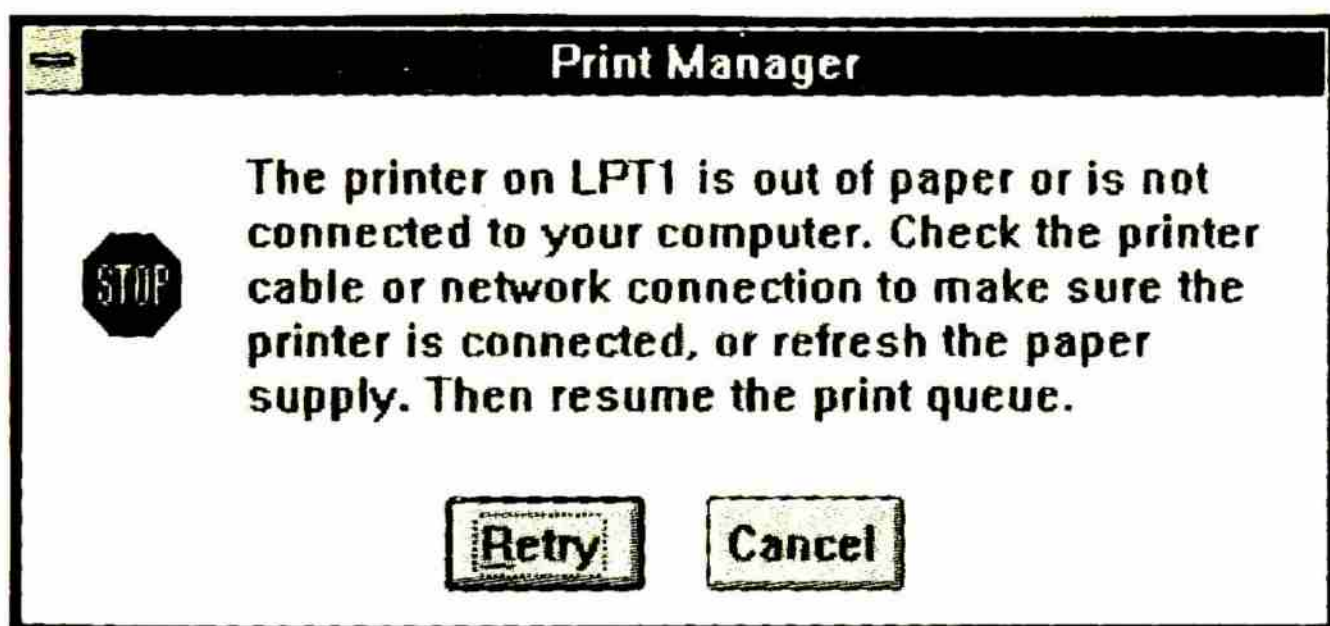 Print Manager
The printer on LPT1 is out of paper or is not
connected to your computer. Check the printer
STOP
cable or network connection to make sure the
printer is connected, or refresh the paper
supply. Then resume the print queue.
Retry
Cancel